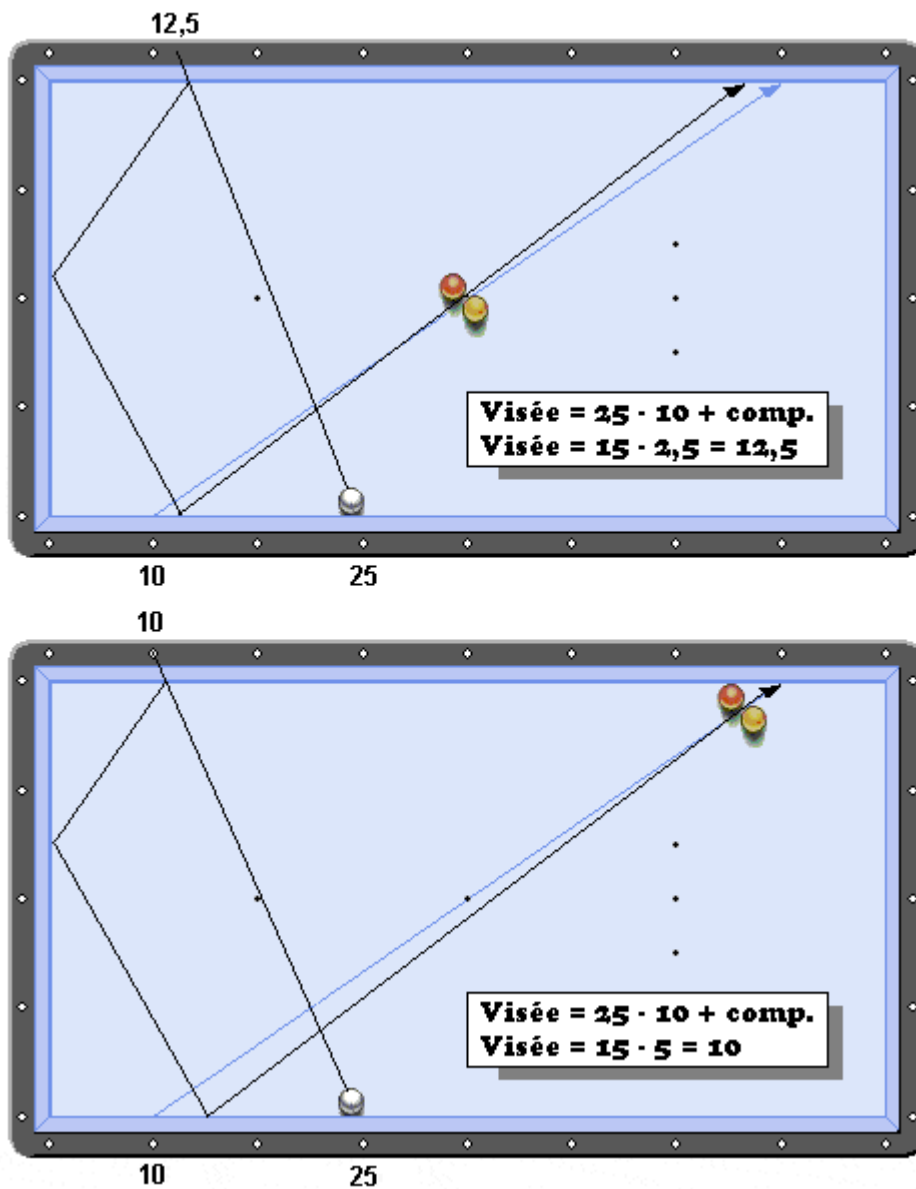 12,5
Visée = 25 - 10 + comp.
Visée = 15 - 2,5 = 12,5
10 25
10
Visée = 25 - 10 + comp.
Visée = 15 - 5 = 10
10 25